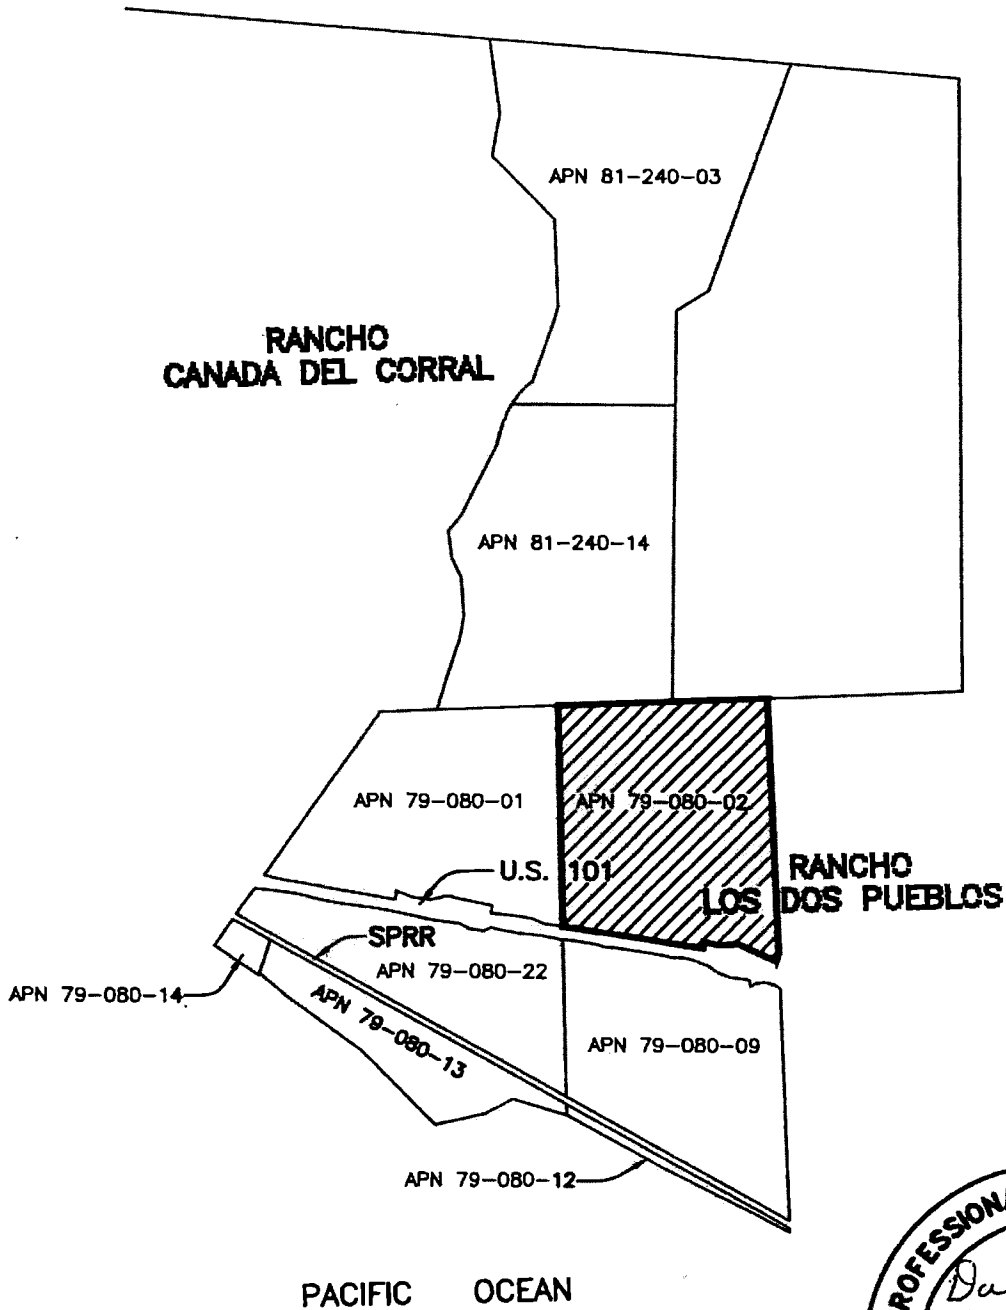 APN 81-240-03
RANCHO
CANADA DEL CORRAL
APN 81-240-14
APN 79-080-01
APN 79-080-02
U.S. 101
RANCHO
LOS DOS PUEBLOS
SPRR
APN 79-080-22
APN 79-080-14
APN 79-080-13
APN 79-080-09
APN 79-080-12
PACIFIC OCEAN